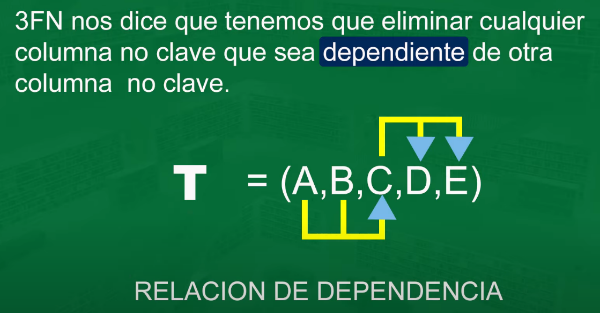 3FN nos dice que tenemos que eliminar cualquier
columna no clave que sea dependiente de otra
columna no clave.
T = (A,B,C,D,E)
RELACION DE DEPENDENCIA